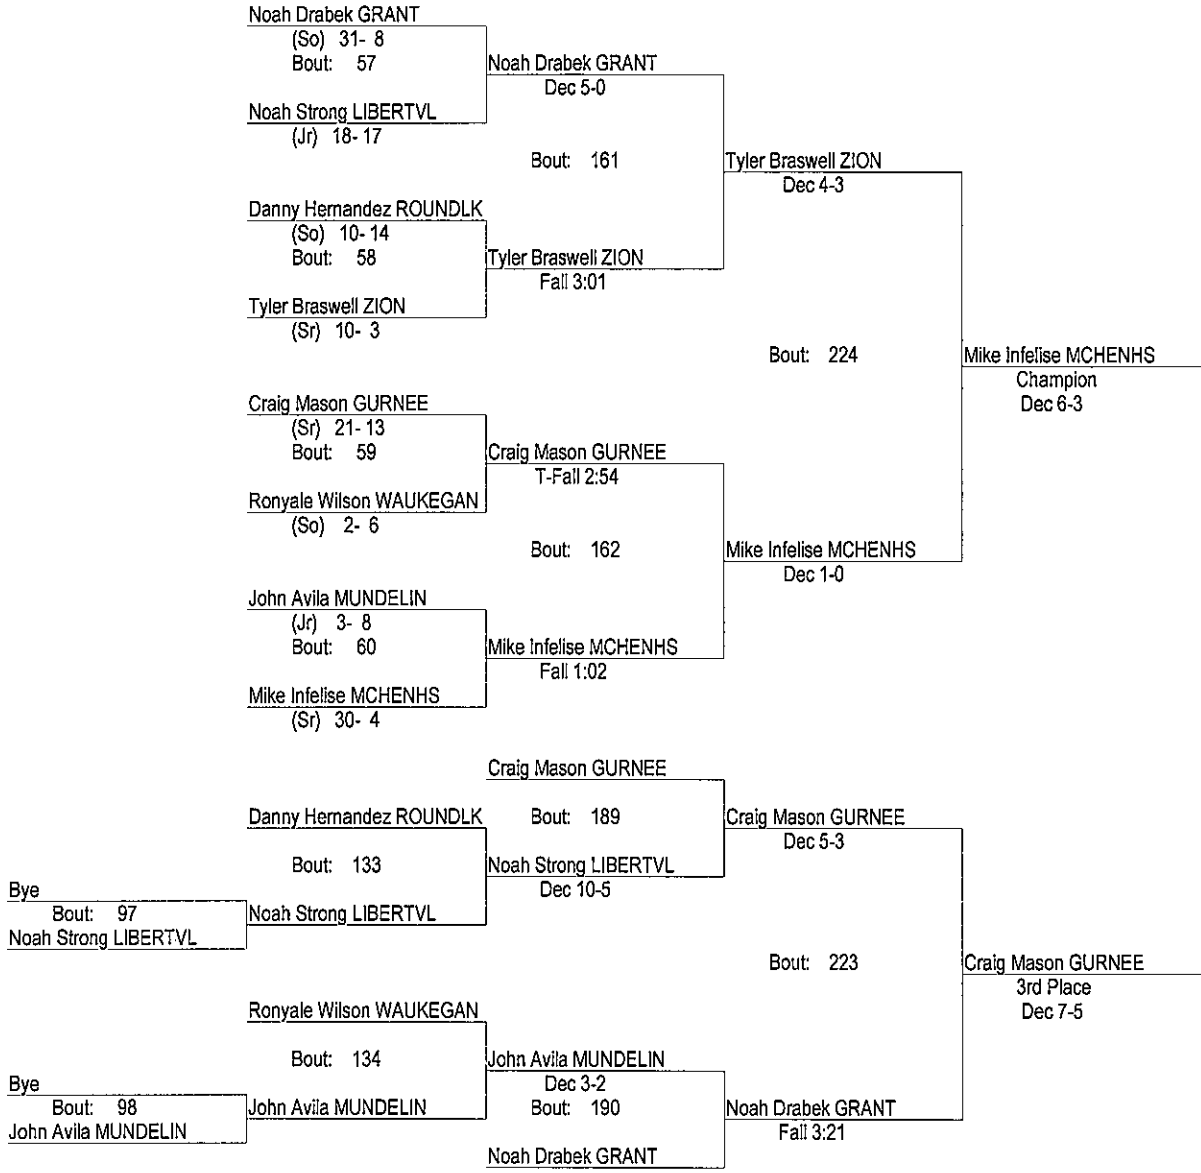 Noah Drabek GRANT
(So) 31- 8
Bout: 57
Noah Drabek GRANT
Dec 5-0
Noah Strong LIBERTVL
(Jr) 18- 17
Bout: 161
Tyler Braswell ZION
Dec 4-3
Danny Hernandez ROUNDLK
(So) 10- 14
Bout: 58
Tyler Braswell ZION
Fall 3:01
Tyler Braswell ZION
(Sr) 10- 3
Bout: 224
Mike Infelise MCHENHS
Champion
Dec 6-3
Craig Mason GURNEE
(Sr) 21- 13
Bout: 59
Craig Mason GURNEE
T-Fall 2:54
Ronyale Wilson WAUKEGAN
(So) 2- 6
Bout: 162
Mike Infelise MCHENHS
Dec 1-0
John Avila MUNDELIN
(Jr) 3- 8
Bout: 60
Mike Infelise MCHENHS
Fall 1:02
Mike Infelise MCHENHS
(Sr) 30- 4
Craig Mason GURNEE
Danny Hernandez ROUNDLK
Bout: 189
Craig Mason GURNEE
Dec 5-3
Bout: 133
Noah Strong LIBERTVL
Dec 10-5
Bye
Bout: 97
Noah Strong LIBERTVL
Noah Strong LIBERTVL
Bout: 223
Craig Mason GURNEE
3rd Place
Dec 7-5
Ronyale Wilson WAUKEGAN
Bout: 134
John Avila MUNDELIN
Dec 3-2
Bye
Bout: 98
John Avila MUNDELIN
John Avila MUNDELIN
Bout: 190
Noah Drabek GRANT
Fall 3:21
Noah Drabek GRANT